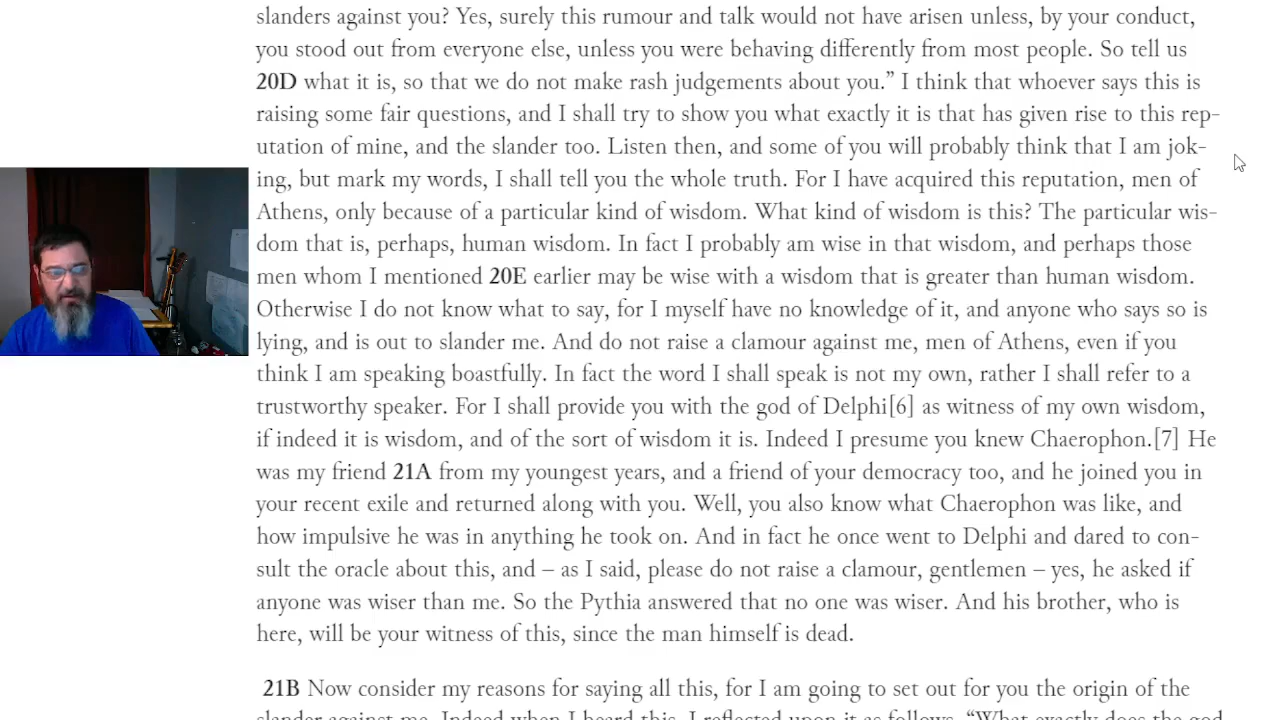 slanders against you? Yes, surely this rumour and talk would not have arisen unless, by your conduct,
you stood out from everyone else, unless you were behaving differently from most people. So tell us
20D what it is, so that we do not make rash judgements about you.” I think that whoever says this is
raising some fair questions, and I shall try to show you what exactly it is that has given rise to this rep-
utation of mine, and the slander too. Listen then, and some of you will probably think that I am jok-
ing, but mark my words, I shall tell you the whole truth. For I have acquired this reputation, men of
Athens, only because of a particular kind of wisdom. What kind of wisdom is this? The particular wis-
dom that is, perhaps, human wisdom. In fact I probably am wise in that wisdom, and perhaps those
men whom I mentioned 20E earlier may be wise with a wisdom that is greater than human wisdom.
Otherwise I do not know what to say, for I myself have no knowledge of it, and anyone who says so is
lying, and is out to slander me. And do not raise a clamour against me, men of Athens, even if you
think I am speaking boastfully. In fact the word I shall speak is not my own, rather I shall refer to a
trustworthy speaker. For I shall provide you with the god of Delphi[6] as witness of my own wisdom,
if indeed it is wisdom, and of the sort of wisdom it is. Indeed I presume you knew Chaerophon.[7] He
was my friend 21A from my youngest years, and a friend of your democracy too, and he joined you in
your recent exile and returned along with you. Well, you also know what Chaerophon was like, and
how impulsive he was in anything he took on. And in fact he once went to Delphi and dared to con-
sult the oracle about this, and – as I said, please do not raise a clamour, gentlemen – yes, he asked if
anyone was wiser than me. So the Pythia answered that no one was wiser. And his brother, who is
here, will be your witness of this, since the man himself is dead.
21B Now consider my reasons for saying all this, for I am going to set out for you the origin of the
slander against me. Indeed when I heard this, I reflected upon it as follows, “What exactly does the god